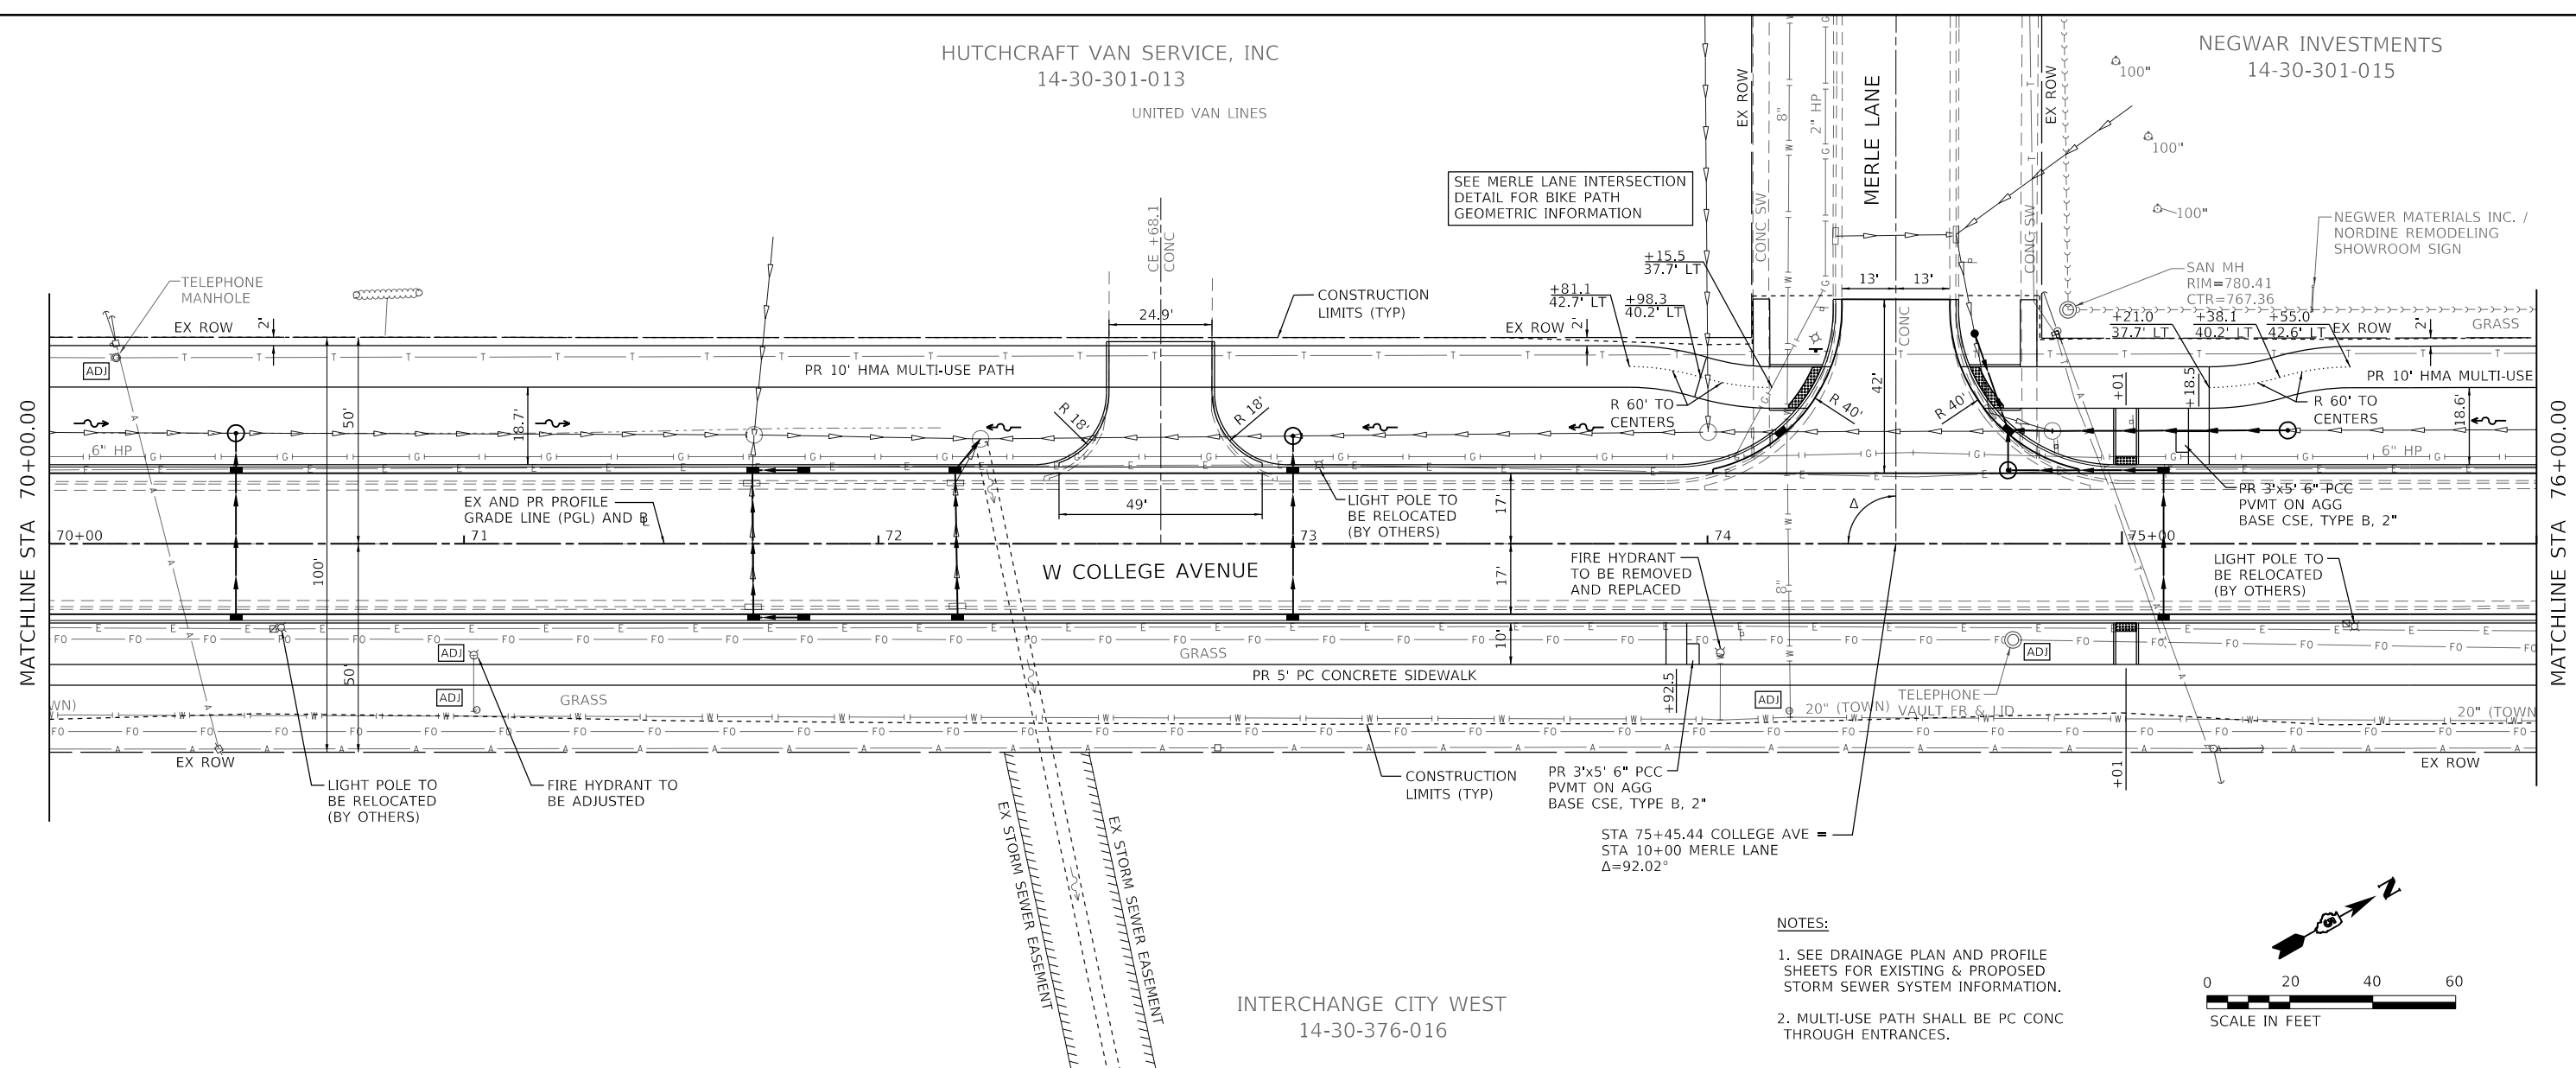 HUTCHCRAFT VAN SERVICE, INC
14-30-301-013
UNITED VAN LINES
NEGWAR INVESTMENTS
14-30-301-015
100"
100"
100"
EX ROW
CONC SW
8"
2" HP
MERLE LANE
EX ROW
CONC SW
SEE MERLE LANE INTERSECTION
DETAIL FOR BIKE PATH
GEOMETRIC INFORMATION
NEGWER MATERIALS INC. /
NORDINE REMODELING
SHOWROOM SIGN
SAN MH
RIM=780.41
CTR=767.36
TELEPHONE
MANHOLE
EX ROW
2'
ADJ
CE +68.1
CONC
24.9'
CONSTRUCTION
LIMITS (TYP)
EX ROW
2'
+81.1
42.7' LT
+98.3
40.2' LT
+15.5
37.7' LT
13'
13'
CONC
42'
+21.0
37.7' LT
+38.1
40.2' LT
+55.0
42.6' LT
EX ROW
2'
GRASS
PR 10' HMA MULTI-USE PATH
PR 10' HMA MULTI-USE
R 60' TO
CENTERS
R 40'
R 40'
+01
+18.5
R 60' TO
CENTERS
18.6'
R 18'
R 18'
18.7'
50'
6" HP
6" HP
MATCHLINE STA 70+00.00
MATCHLINE STA 76+00.00
EX AND PR PROFILE
GRADE LINE (PGL) AND ℄
49'
LIGHT POLE TO
BE RELOCATED
(BY OTHERS)
17'
Δ
PR 3'x5' 6" PCC
PVMT ON AGG
BASE CSE, TYPE B, 2"
70+00
71
72
73
74
75+00
100'
W COLLEGE AVENUE
FIRE HYDRANT
TO BE REMOVED
AND REPLACED
17'
8"
LIGHT POLE TO
BE RELOCATED
(BY OTHERS)
ADJ
GRASS
10'
ADJ
50'
PR 5' PC CONCRETE SIDEWALK
ADJ
GRASS
+92.5
ADJ
20" (TOWN)
TELEPHONE
VAULT FR & LID
20" (TOWN
WN)
EX ROW
EX ROW
+01
LIGHT POLE TO
BE RELOCATED
(BY OTHERS)
FIRE HYDRANT TO
BE ADJUSTED
CONSTRUCTION
LIMITS (TYP)
PR 3'x5' 6" PCC
PVMT ON AGG
BASE CSE, TYPE B, 2"
EX STORM SEWER EASEMENT
EX STORM SEWER EASEMENT
STA 75+45.44 COLLEGE AVE =
STA 10+00 MERLE LANE
Δ=92.02°
INTERCHANGE CITY WEST
14-30-376-016
NOTES:
1. SEE DRAINAGE PLAN AND PROFILE
SHEETS FOR EXISTING & PROPOSED
STORM SEWER SYSTEM INFORMATION.
2. MULTI-USE PATH SHALL BE PC CONC
THROUGH ENTRANCES.
N
0 20 40 60
SCALE IN FEET